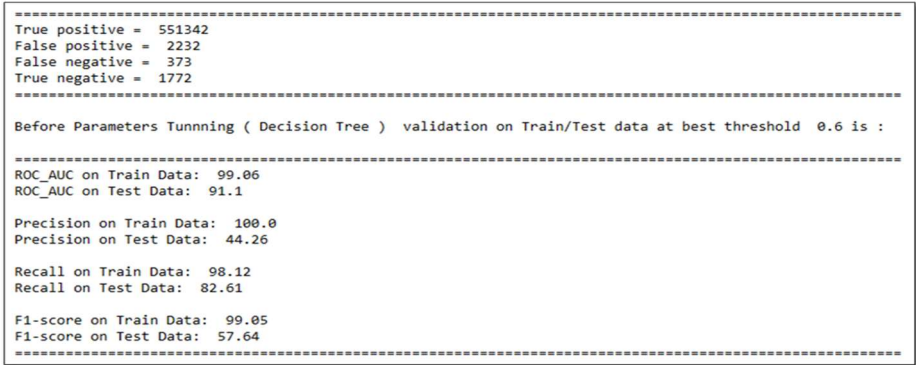 ==========================================================================================
True positive =  551342
False positive =  2232
False negative =  373
True negative =  1772
==========================================================================================
Before Parameters Tunnning ( Decision Tree )  validation on Train/Test data at best threshold  0.6 is :
==========================================================================================
ROC_AUC on Train Data:  99.06
ROC_AUC on Test Data:  91.1
Precision on Train Data:  100.0
Precision on Test Data:  44.26
Recall on Train Data:  98.12
Recall on Test Data:  82.61
F1-score on Train Data:  99.05
F1-score on Test Data:  57.64
==========================================================================================